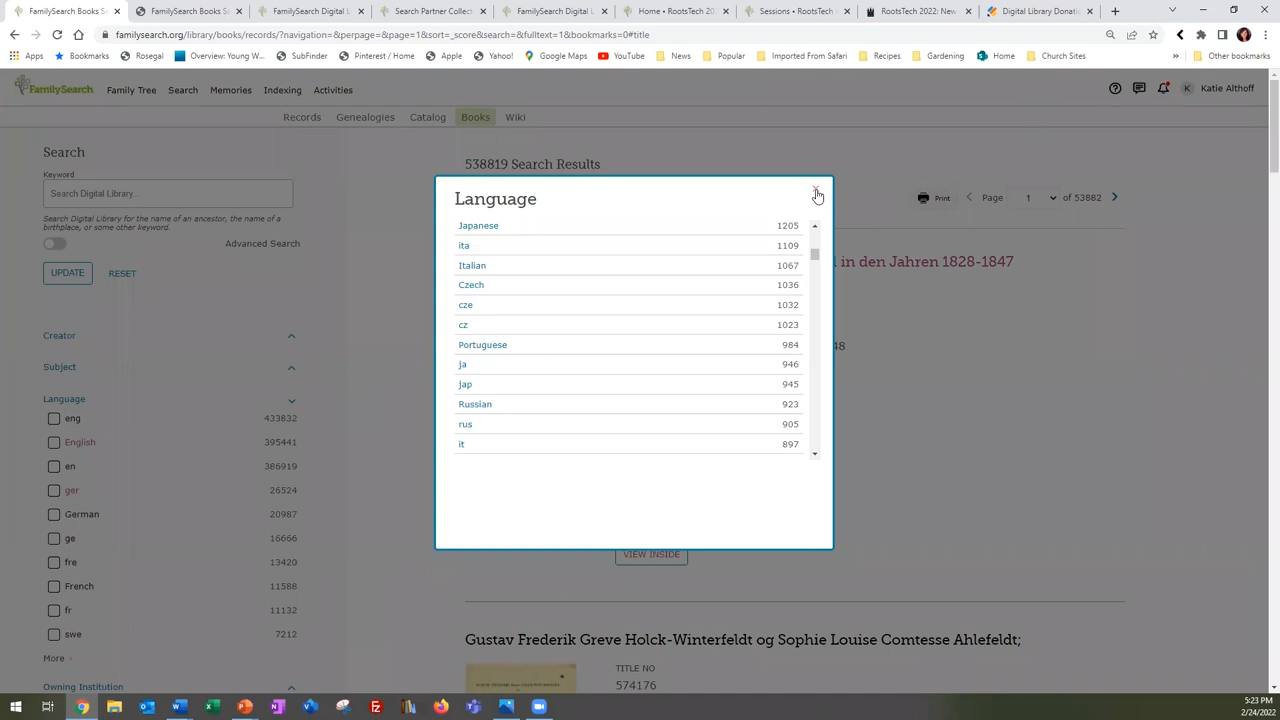 FamilySearch Books S
FamilySearch Books S
FamilySearch Digital L
Search Partner Collect
FamilySearch Digital L
Home • RootsTech 202
Sessions • RootsTech
RootsTech 2022: New
Digital Library Donati
familysearch.org/library/books/records/?navigation=&perpage=&page=1&sort=_score&search=&fulltext=1&bookmarks=0#title
Bookmarks
Rosegal
Overview: Young W...
SubFinder
Pinterest / Home
Apple
Yahoo!
Google Maps
YouTube
News
Popular
Imported From Safari
Recipes
Gardening
Home
Church Sites
»
Other bookmarks
FamilySearch
Family Tree
Search
Memories
Indexing
Activities
K
Katie Althoff
Records
Genealogies
Catalog
Books
Wiki
Search
Keyword
Search Digital Library...
Search Digital Library for the name of an ancestor, the name of a
birthplace, or some other keyword.
Advanced Search
UPDATE
RESET
Creator
Subject
Language
eng 433832
English 395441
en 386919
ger 26524
German 20987
ge 16666
fre 13420
French 11588
fr 11132
swe 7212
More
Owning Institution
538819 Search Results
Print
Page
1
of 53882
d in den Jahren 1828-1847
48
Language
Japanese 1205
ita 1109
Italian 1067
Czech 1036
cze 1032
cz 1023
Portuguese 984
ja 946
jap 945
Russian 923
rus 905
it 897
VIEW INSIDE
Gustav Frederik Greve Holck-Winterfeldt og Sophie Louise Comtesse Ahlefeldt;
TITLE NO
574176
5:23 PM
2/24/2022